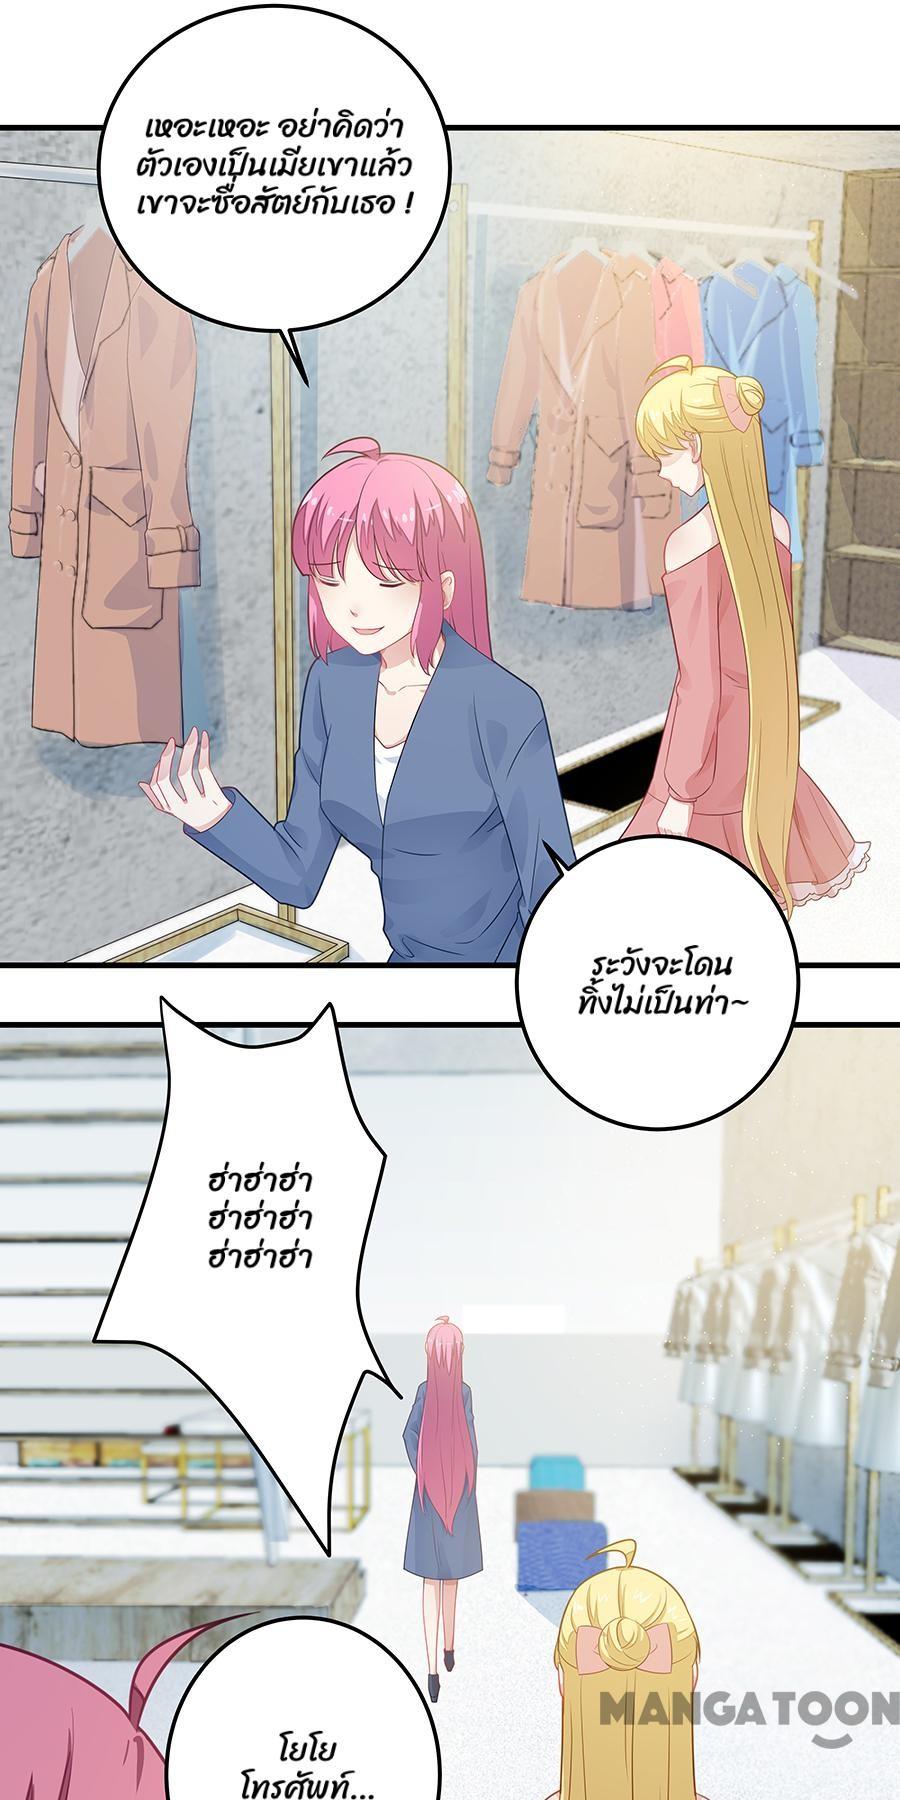 เหอะเหอะ อย่าคิดว่า
ตัวเองเป็นเมียเขาแล้ว
เขาจะซื่อสัตย์กับเธอ !
ระวังจะโดน
ทิ้งไม่เป็นท่า~
ฮ่าฮ่าฮ่า
ฮ่าฮ่าฮ่า
ฮ่าฮ่าฮ่า
โยโย
โทรศัพท์...
MANGATOON